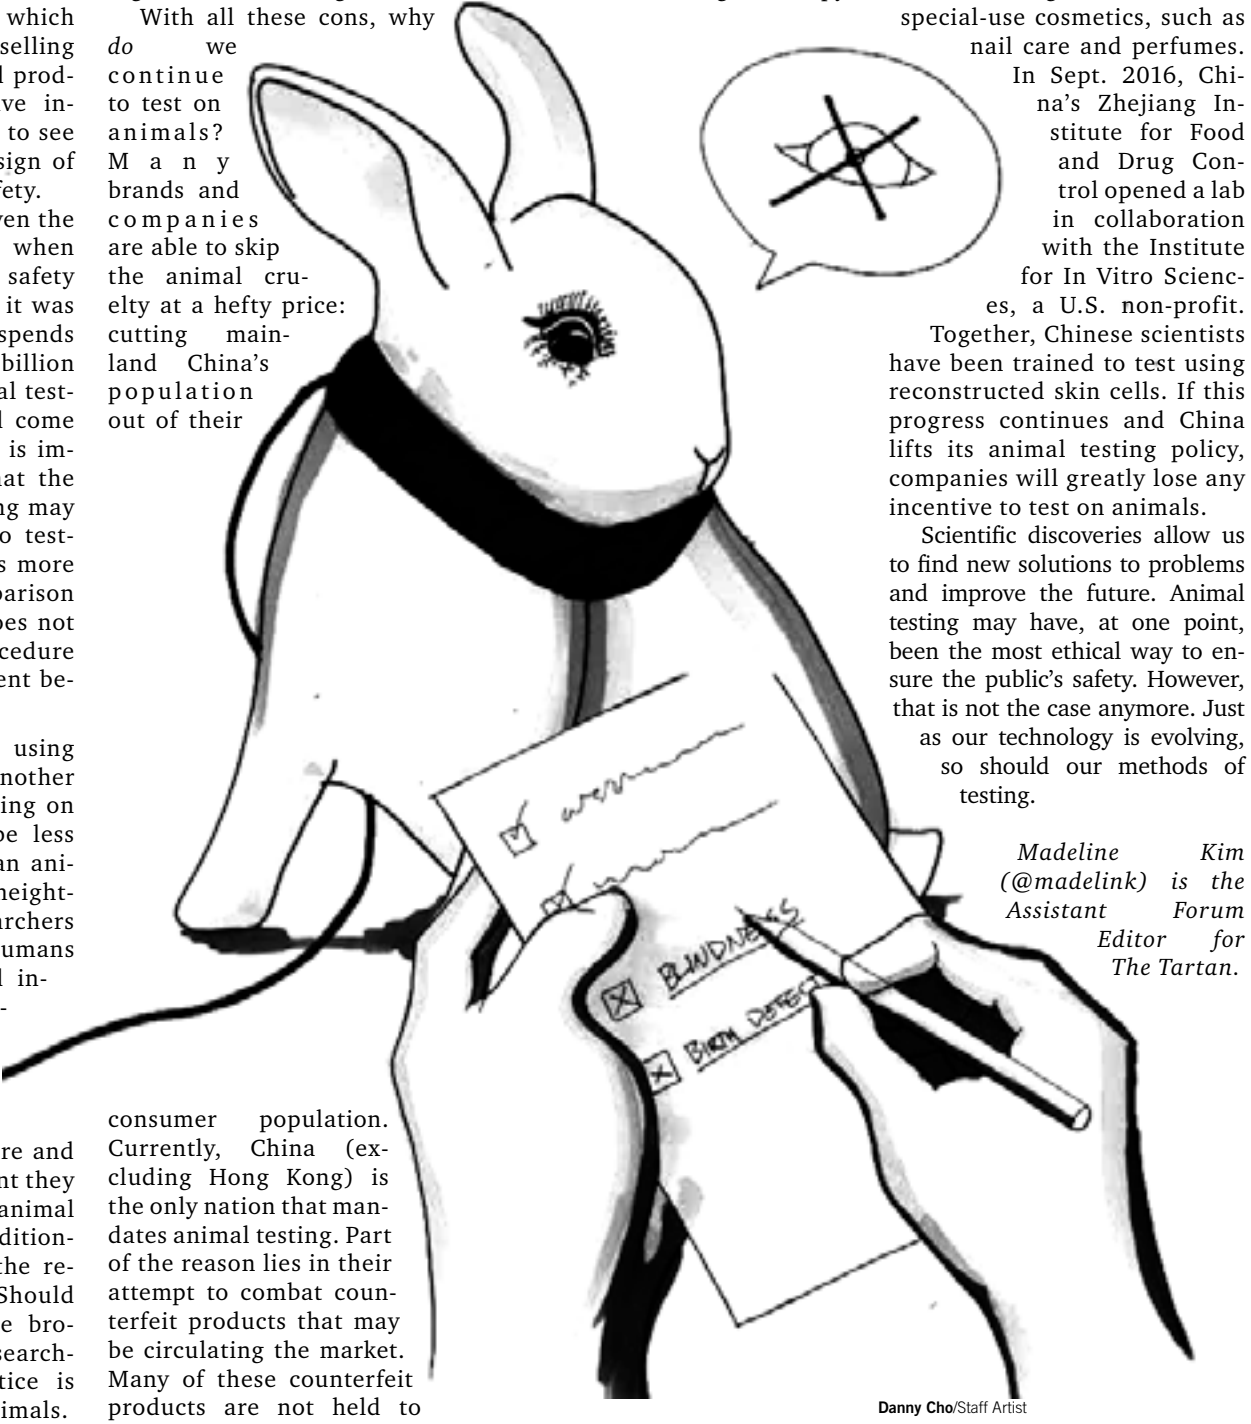 which
selling
prod-
ve in-
to see
sign of
fety.
ven the
when
safety
it was
spends
billion
al test-
come
is im-
hat the
ng may
o test-
s more
parison
oes not
cedure
ent be-
using
nother
ing on
be less
an ani-
height-
archers
umans
in-
-
re and
nt they
animal
dition-
the re-
Should
e bro-
search-
tice is
imals.
With all these cons, why
do we
continue
to test on
animals?
Many
brands and
companies
are able to skip
the animal cru-
elty at a hefty price:
cutting main-
land China’s
population
out of their
consumer population.
Currently, China (ex-
cluding Hong Kong) is
the only nation that man-
dates animal testing. Part
of the reason lies in their
attempt to combat coun-
terfeit products that may
be circulating the market.
Many of these counterfeit
products are not held to
BLINDNESS
BIRTH DEFECT
special-use cosmetics, such as
nail care and perfumes.
In Sept. 2016, Chi-
na’s Zhejiang In-
stitute for Food
and Drug Con-
trol opened a lab
in collaboration
with the Institute
for In Vitro Scienc-
es, a U.S. non-profit.
Together, Chinese scientists
have been trained to test using
reconstructed skin cells. If this
progress continues and China
lifts its animal testing policy,
companies will greatly lose any
incentive to test on animals.
Scientific discoveries allow us
to find new solutions to problems
and improve the future. Animal
testing may have, at one point,
been the most ethical way to en-
sure the public’s safety. However,
that is not the case anymore. Just
as our technology is evolving,
so should our methods of
testing.
Madeline Kim
(@madelink) is the
Assistant Forum
Editor for
The Tartan.
Danny Cho/Staff Artist